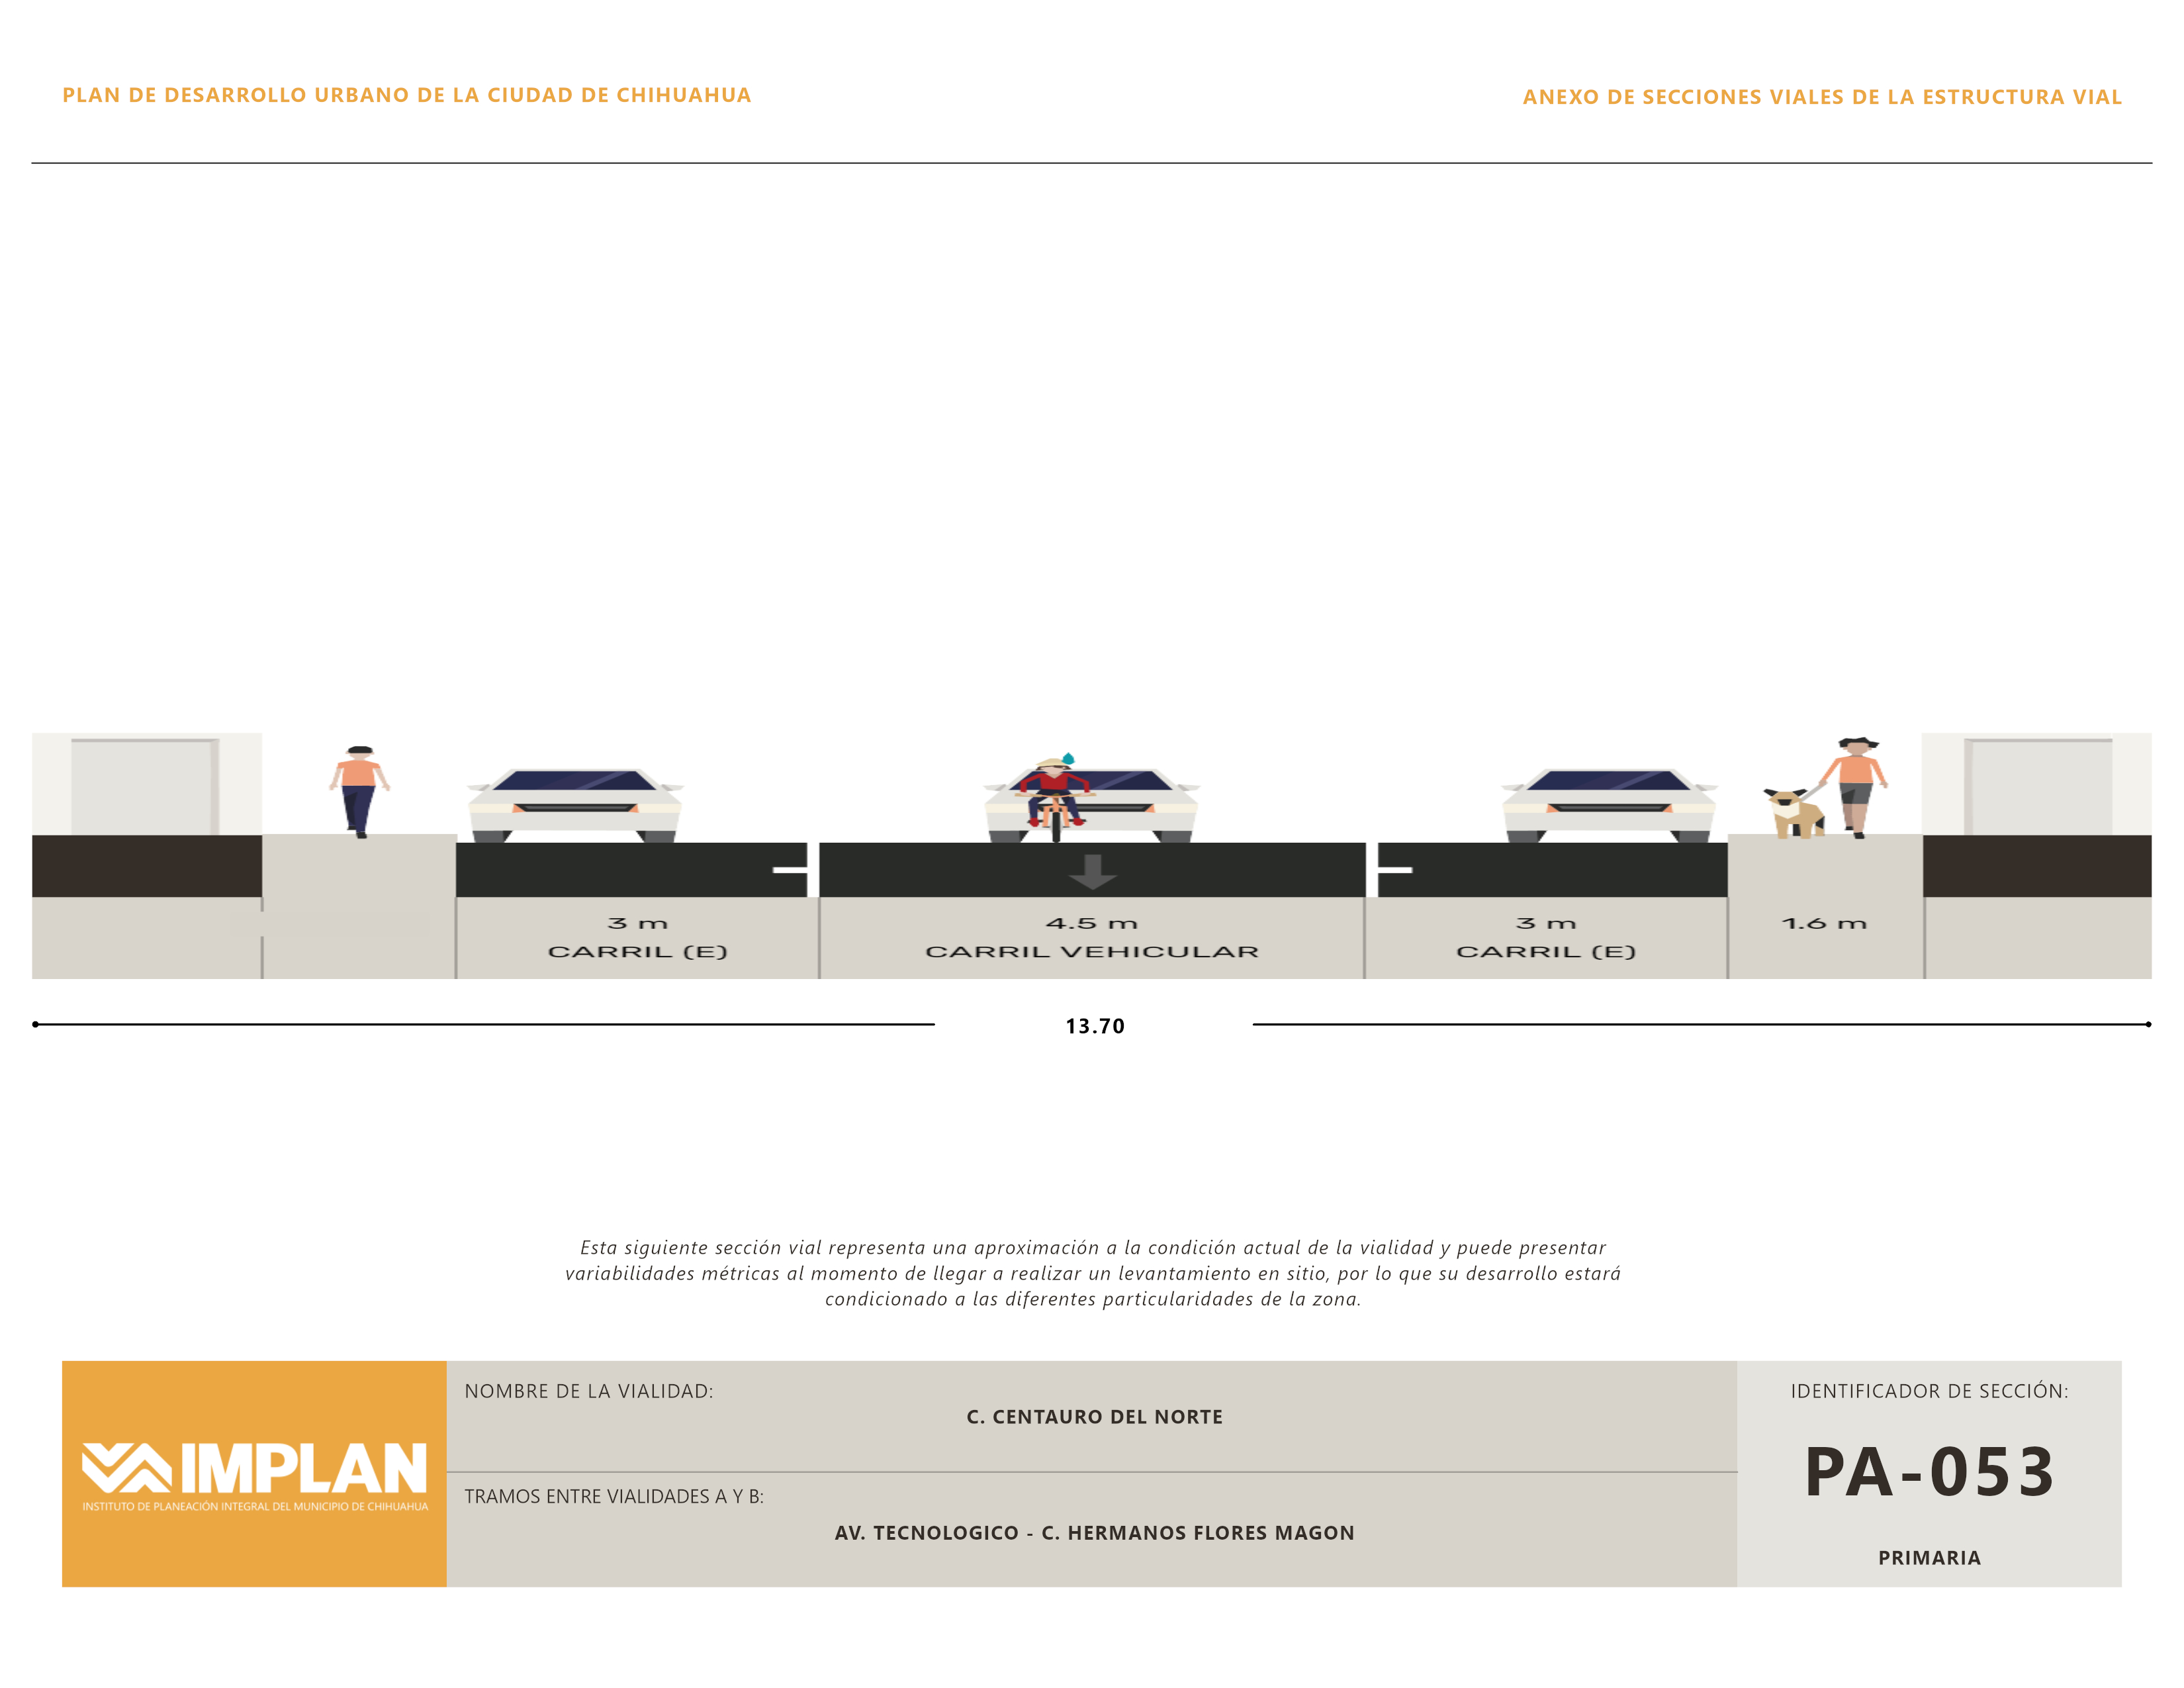 PLAN DE DESARROLLO URBANO DE LA CIUDAD DE CHIHUAHUA
ANEXO DE SECCIONES VIALES DE LA ESTRUCTURA VIAL
3 m
CARRIL (E)
4.5 m
CARRIL VEHICULAR
3 m
CARRIL (E)
1.6 m
13.70
Esta siguiente sección vial representa una aproximación a la condición actual de la vialidad y puede presentar
variabilidades métricas al momento de llegar a realizar un levantamiento en sitio, por lo que su desarrollo estará
condicionado a las diferentes particularidades de la zona.
IMPLAN
INSTITUTO DE PLANEACIÓN INTEGRAL DEL MUNICIPIO DE CHIHUAHUA
NOMBRE DE LA VIALIDAD:
C. CENTAURO DEL NORTE
TRAMOS ENTRE VIALIDADES A Y B:
AV. TECNOLOGICO - C. HERMANOS FLORES MAGON
IDENTIFICADOR DE SECCIÓN:
PA-053
PRIMARIA